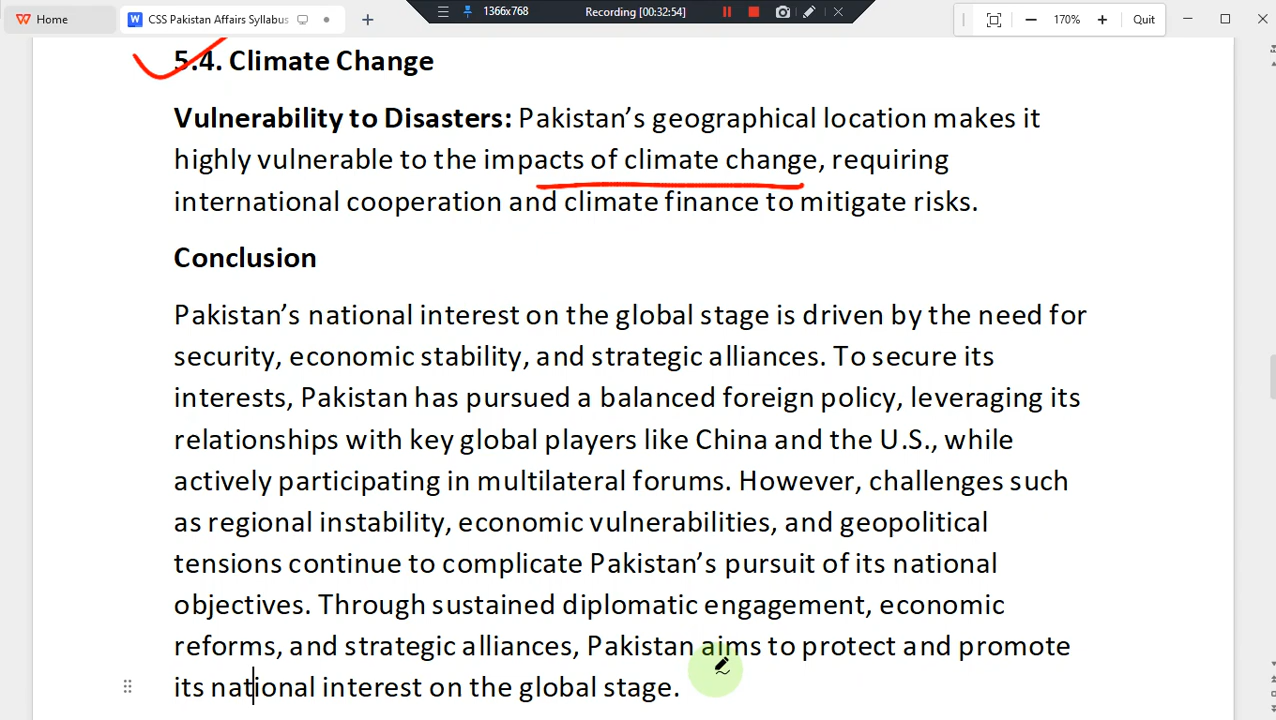 Home
CSS Pakistan Affairs Syllabus
1366x768
Recording [00:32:54]
170%
Quit
5.4. Climate Change
Vulnerability to Disasters: Pakistan’s geographical location makes it
highly vulnerable to the impacts of climate change, requiring
international cooperation and climate finance to mitigate risks.
Conclusion
Pakistan’s national interest on the global stage is driven by the need for
security, economic stability, and strategic alliances. To secure its
interests, Pakistan has pursued a balanced foreign policy, leveraging its
relationships with key global players like China and the U.S., while
actively participating in multilateral forums. However, challenges such
as regional instability, economic vulnerabilities, and geopolitical
tensions continue to complicate Pakistan’s pursuit of its national
objectives. Through sustained diplomatic engagement, economic
reforms, and strategic alliances, Pakistan aims to protect and promote
its national interest on the global stage.